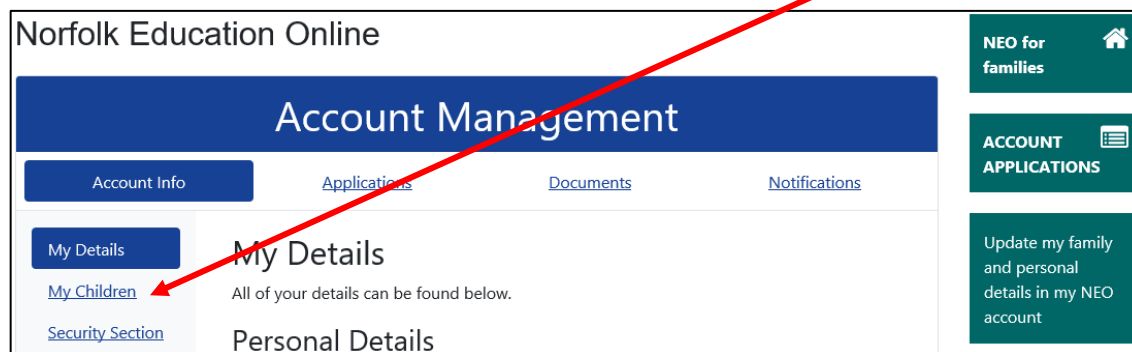 Norfolk Education Online
Account Management
Account Info
Applications
Documents
Notifications
My Details
My Children
Security Section
My Details
All of your details can be found below.
Personal Details
NEO for
families
ACCOUNT
APPLICATIONS
Update my family
and personal
details in my NEO
account